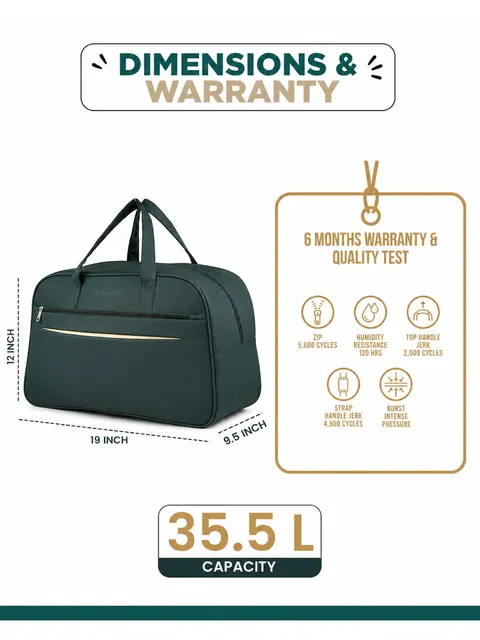 DIMENSIONS &
WARRANTY
6 MONTHS WARRANTY &
QUALITY TEST
ZIP
5,000 CYCLES
HUMIDITY
RESISTANCE
120 HRS
TOP HANDLE
JERK
2,000 CYCLES
STRAP
HANDLE JERK
4,500 CYCLES
BURST
INTENSE
PRESSURE
12 INCH
19 INCH
9.5 INCH
35.5 L
CAPACITY